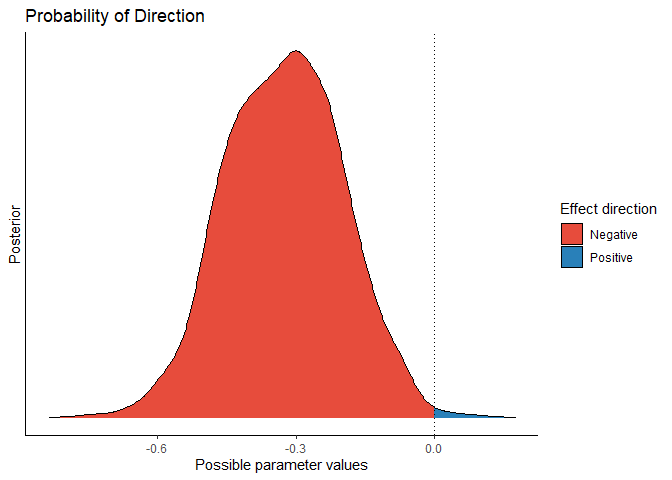 Probability of Direction
Posterior
Effect direction
Negative
Positive
-0.6
-0.3
0.0
Possible parameter values